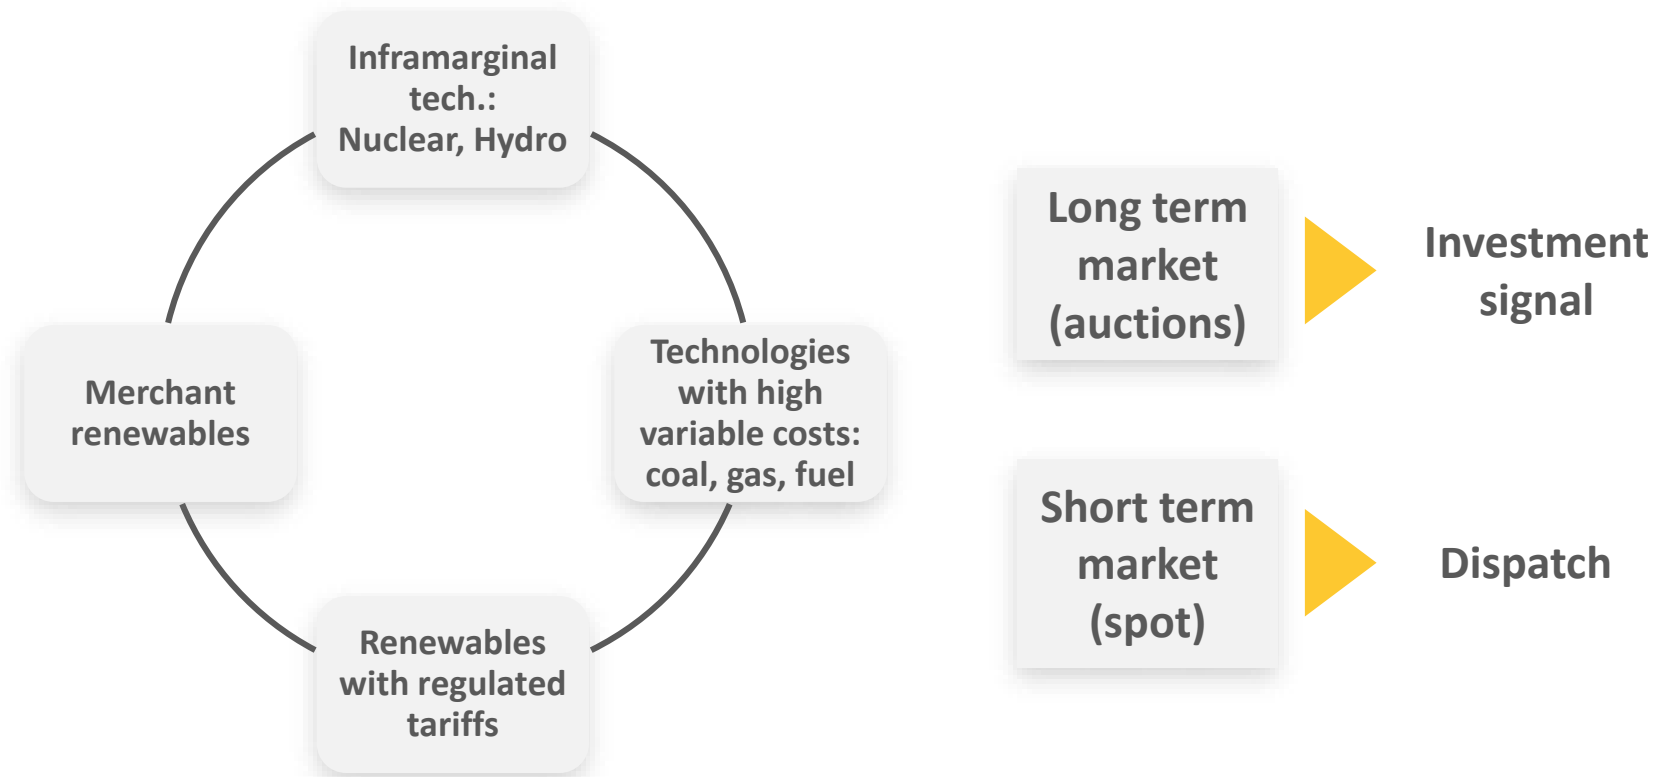 Inframarginal
tech.:
Nuclear, Hydro
Technologies
with high
variable costs:
coal, gas, fuel
Renewables
with regulated
tariffs
Merchant
renewables
Long term
market
(auctions)
Investment
signal
Short term
market
(spot)
Dispatch